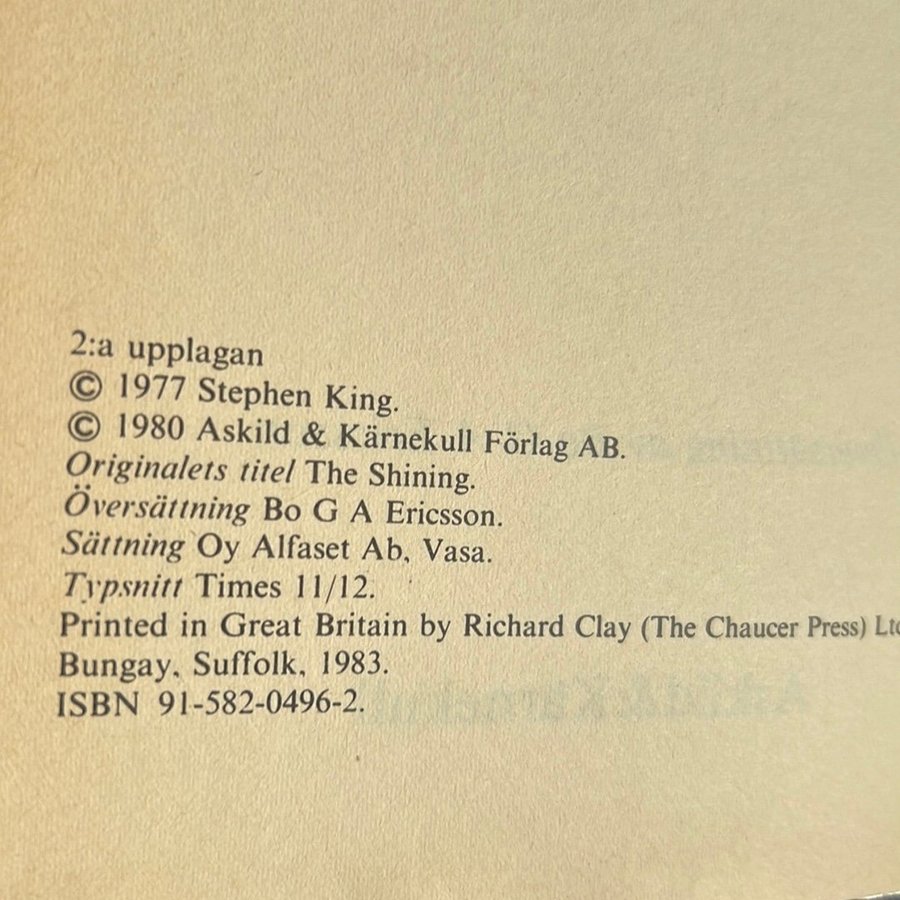 2:a upplagan
© 1977 Stephen King.
© 1980 Askild & Kärnekull Förlag AB.
Originalets titel The Shining.
Översättning Bo G A Ericsson.
Sättning Oy Alfaset Ab, Vasa.
Typsnitt Times 11/12.
Printed in Great Britain by Richard Clay (The Chaucer Press) Ltd
Bungay, Suffolk, 1983.
ISBN 91-582-0496-2.